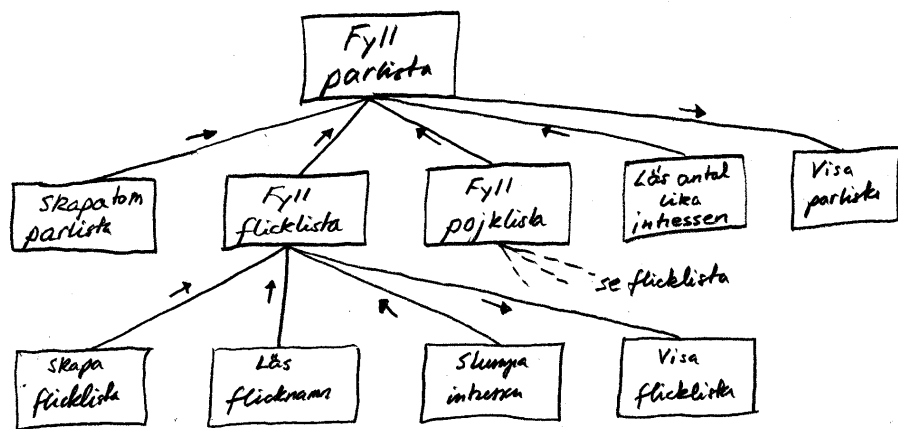 Fyll
parlista
Skapa tom
parlista
Fyll
flicklista
Fyll
pojklista
Läs antal
lika
intressen
Visa
parlista
se flicklista
Skapa
flicklista
Läs
flicknamn
Slumpa
intressen
Visa
flicklista